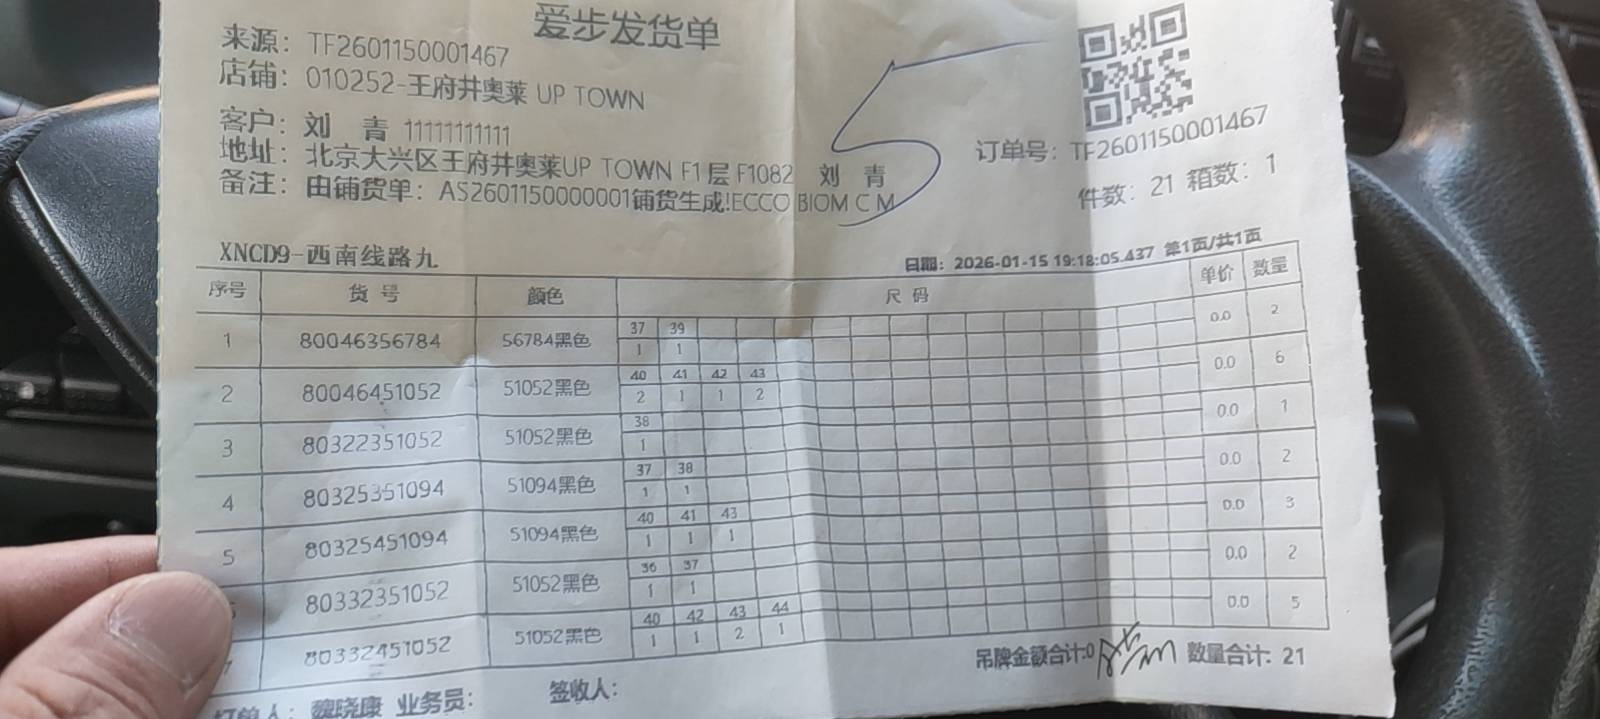 爱步发货单
来源：TF2601150001467
店铺：010252-王府井奥莱 UP TOWN
客户：刘 青 11111111111
地址：北京大兴区王府井奥莱UP TOWN F1层 F1082 刘 青
备注：由铺货单：AS2601150000001铺货生成!ECCO BIOM C M
5
订单号：TF2601150001467
件数：21 箱数：1
XNCD9-西南线路九
日期：2026-01-15 19:18:05.437 第1页/共1页
序号 货号 颜色 尺码 单价 数量
37 39
1 80046356784 56784黑色 1 1 0.0 2
40 41 42 43
2 80046451052 51052黑色 2 1 1 2 0.0 6
38
3 80322351052 51052黑色 1 0.0 1
37 38
4 80325351094 51094黑色 1 1 0.0 2
40 41 43
5 80325451094 51094黑色 1 1 1 0.0 3
36 37
80332351052 51052黑色 1 1 0.0 2
40 42 43 44
80332451052 51052黑色 1 1 2 1 0.0 5
吊牌金额合计:0 数量合计：21
打单人：魏晓康 业务员： 签收人：